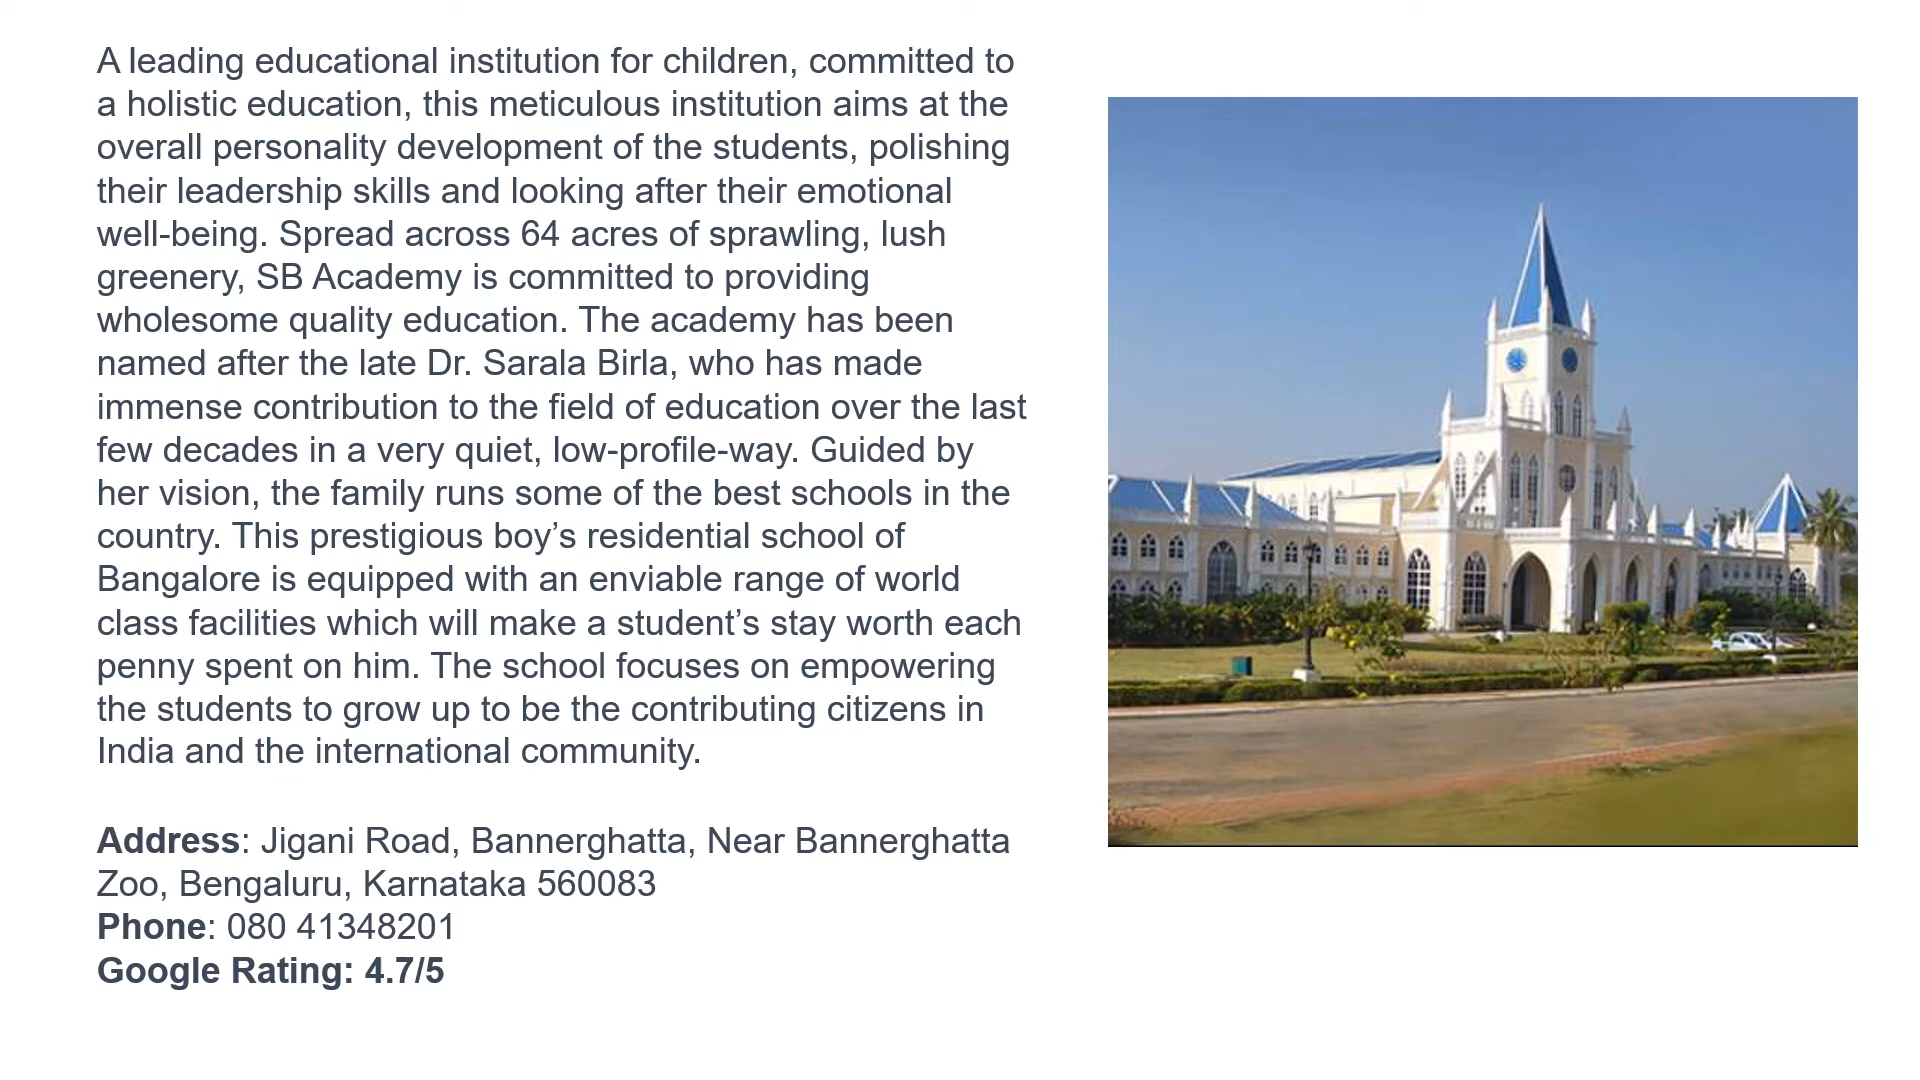 A leading educational institution for children, committed to
a holistic education, this meticulous institution aims at the
overall personality development of the students, polishing
their leadership skills and looking after their emotional
well-being. Spread across 64 acres of sprawling, lush
greenery, SB Academy is committed to providing
wholesome quality education. The academy has been
named after the late Dr. Sarala Birla, who has made
immense contribution to the field of education over the last
few decades in a very quiet, low-profile-way. Guided by
her vision, the family runs some of the best schools in the
country. This prestigious boy’s residential school of
Bangalore is equipped with an enviable range of world
class facilities which will make a student’s stay worth each
penny spent on him. The school focuses on empowering
the students to grow up to be the contributing citizens in
India and the international community.
Address: Jigani Road, Bannerghatta, Near Bannerghatta
Zoo, Bengaluru, Karnataka 560083
Phone: 080 41348201
Google Rating: 4.7/5